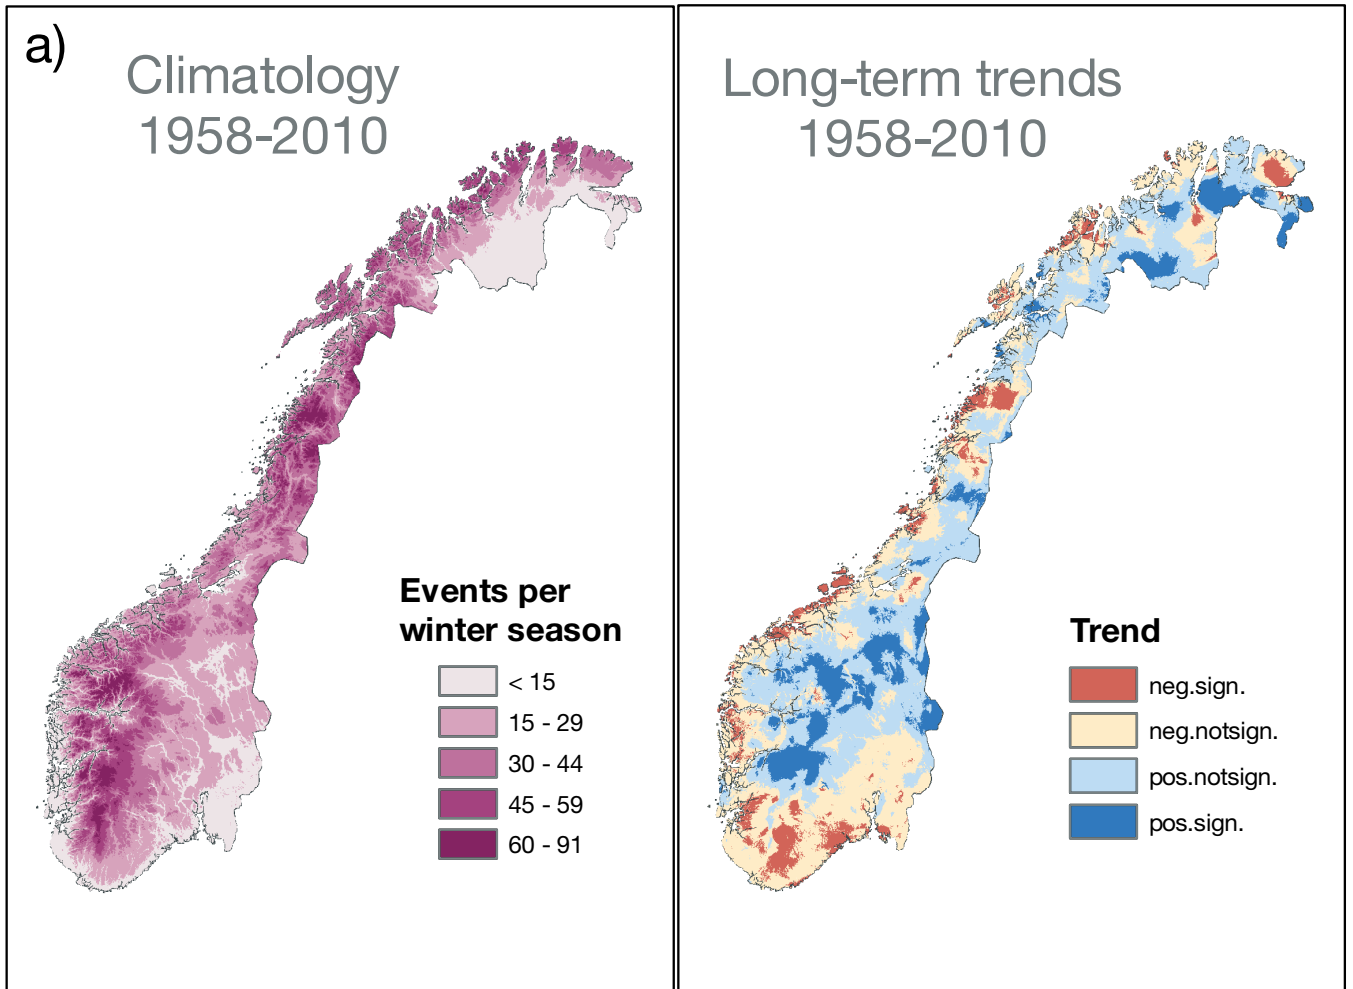 a)
Climatology
1958-2010
Events per
winter season
< 15
15 - 29
30 - 44
45 - 59
60 - 91
Long-term trends
1958-2010
Trend
neg.sign.
neg.notsign.
pos.notsign.
pos.sign.